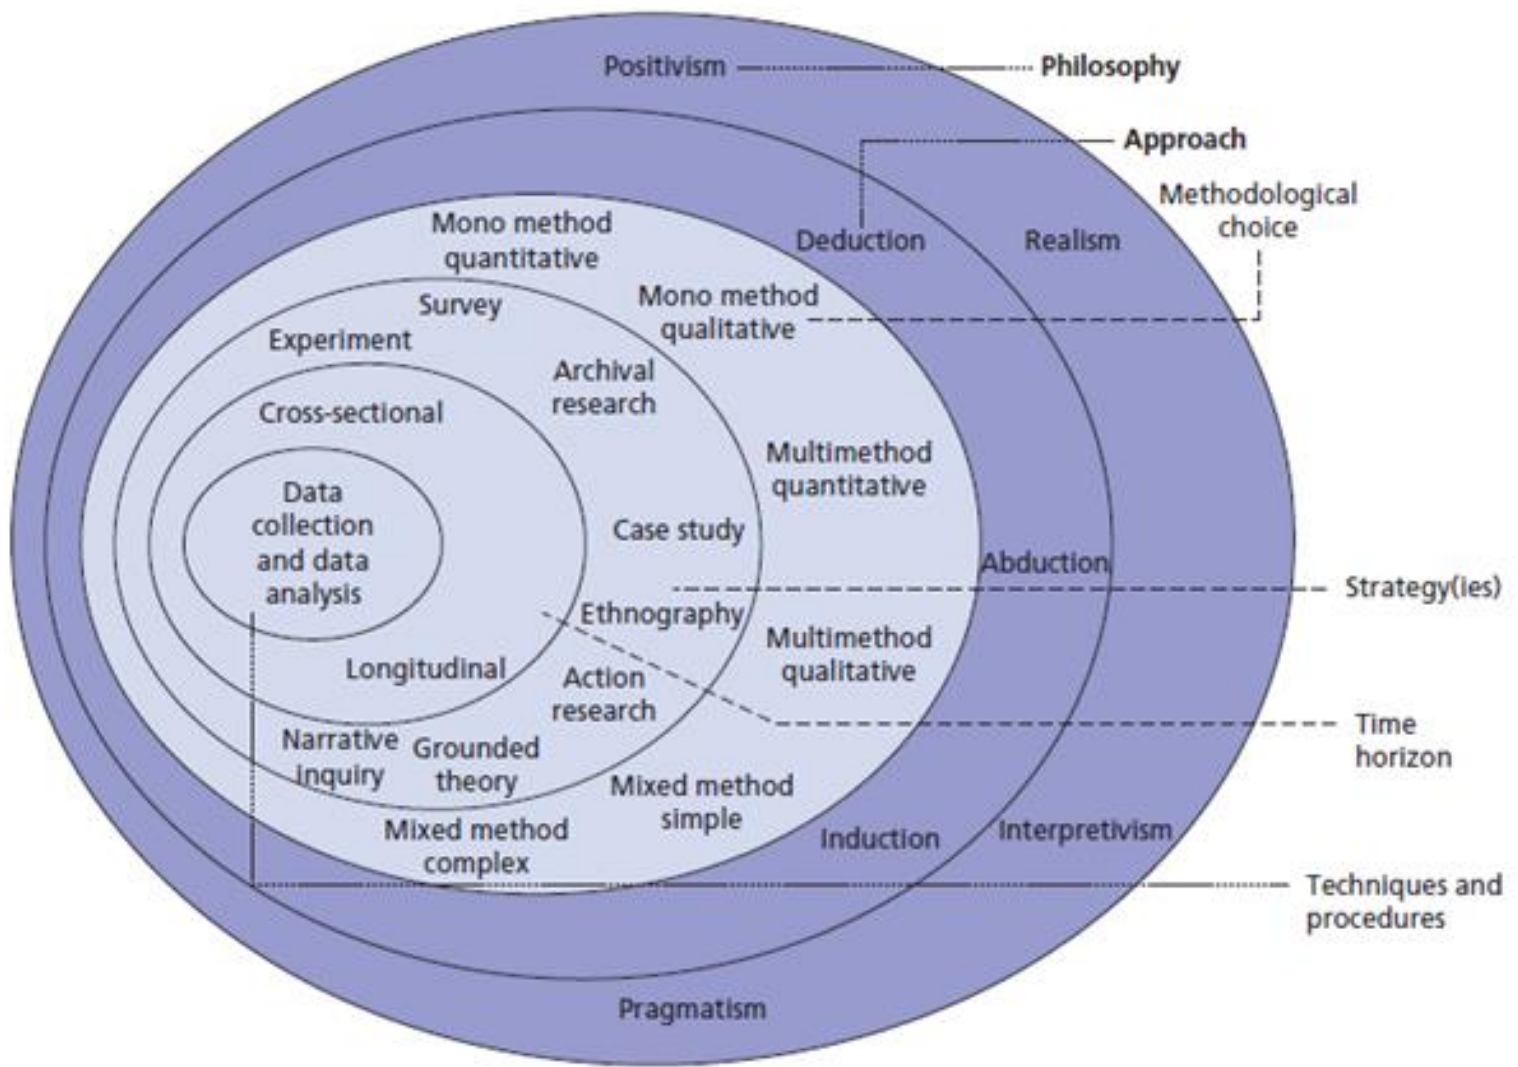 Positivism
Philosophy
Approach
Methodological
choice
Deduction
Realism
Mono method
quantitative
Mono method
qualitative
Survey
Experiment
Archival
research
Cross-sectional
Multimethod
quantitative
Data
collection
and data
analysis
Case study
Abduction
Strategy(ies)
Ethnography
Multimethod
qualitative
Longitudinal
Action
research
Time
horizon
Narrative
inquiry
Grounded
theory
Mixed method
simple
Mixed method
complex
Induction
Interpretivism
Techniques and
procedures
Pragmatism